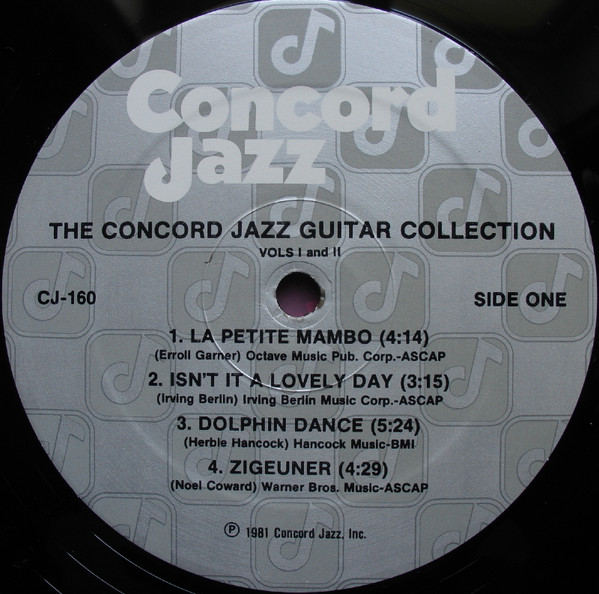 Concord
Jazz
THE CONCORD JAZZ GUITAR COLLECTION
VOLS I and II
CJ-160
SIDE ONE
1. LA PETITE MAMBO (4:14)
(Erroll Garner) Octave Music Pub. Corp.-ASCAP
2. ISN'T IT A LOVELY DAY (3:15)
(Irving Berlin) Irving Berlin Music Corp.-ASCAP
3. DOLPHIN DANCE (5:24)
(Herbie Hancock) Hancock Music-BMI
4. ZIGEUNER (4:29)
(Noel Coward) Warner Bros. Music-ASCAP
℗ 1981 Concord Jazz, Inc.